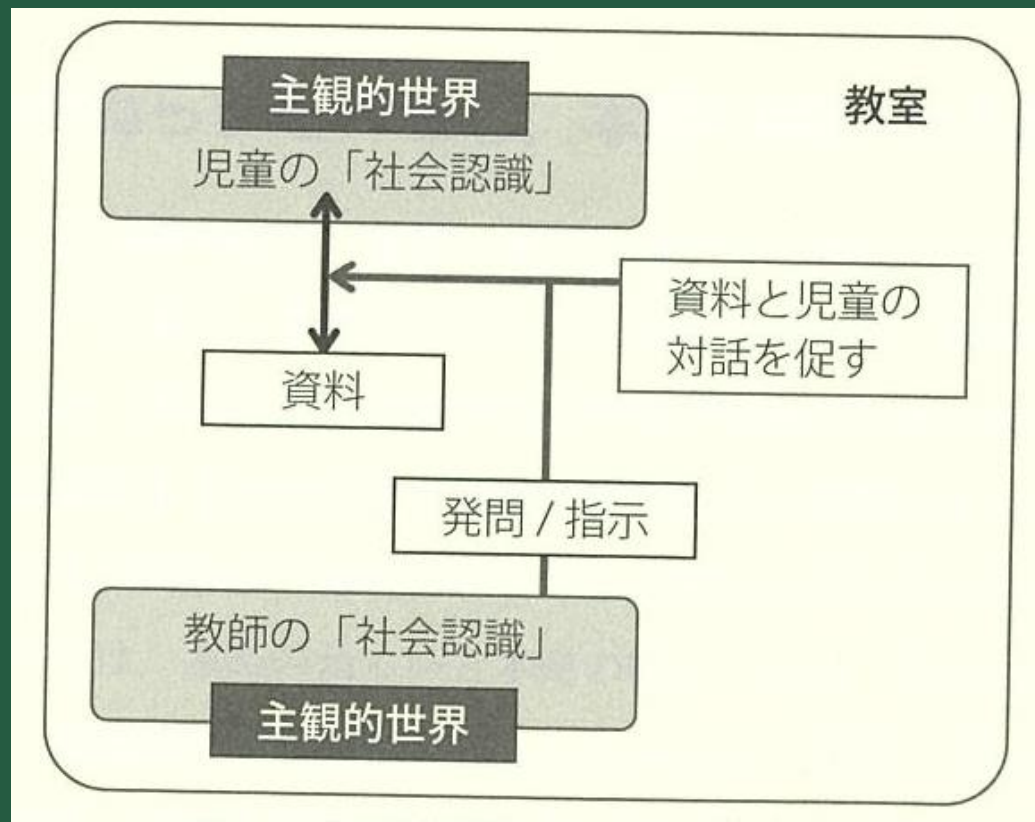 主観的世界
教室
児童の「社会認識」
資料と児童の
対話を促す
資料
発問 / 指示
教師の「社会認識」
主観的世界